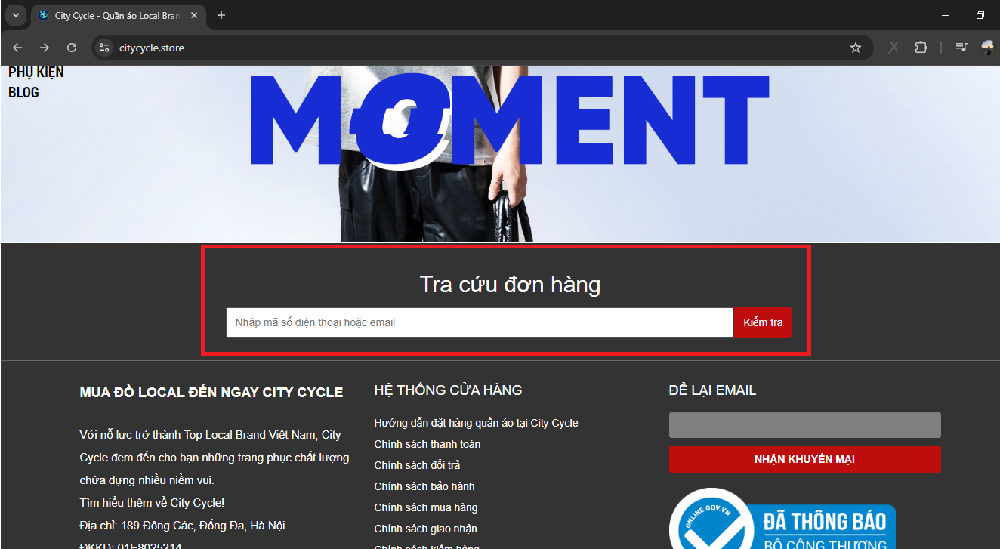 City Cycle - Quần áo Local Bran
citycycle.store
PHỤ KIỆN
BLOG
MOMENT
Tra cứu đơn hàng
Nhập mã số điện thoại hoặc email
Kiểm tra
MUA ĐỒ LOCAL ĐẾN NGAY CITY CYCLE
Với nỗ lực trở thành Top Local Brand Việt Nam, City
Cycle đem đến cho bạn những trang phục chất lượng
chứa đựng nhiều niềm vui.
Tìm hiểu thêm về City Cycle!
Địa chỉ: 189 Đông Các, Đống Đa, Hà Nội
ĐKKD: 01E8025214
HỆ THỐNG CỬA HÀNG
Hướng dẫn đặt hàng quần áo tại City Cycle
Chính sách thanh toán
Chính sách đổi trả
Chính sách bảo hành
Chính sách mua hàng
Chính sách giao nhận
Chính sách kiểm hàng
ĐỂ LẠI EMAIL
NHẬN KHUYẾN MẠI
ONLINE.GOV.VN
ĐÃ THÔNG BÁO
BỘ CÔNG THƯƠNG